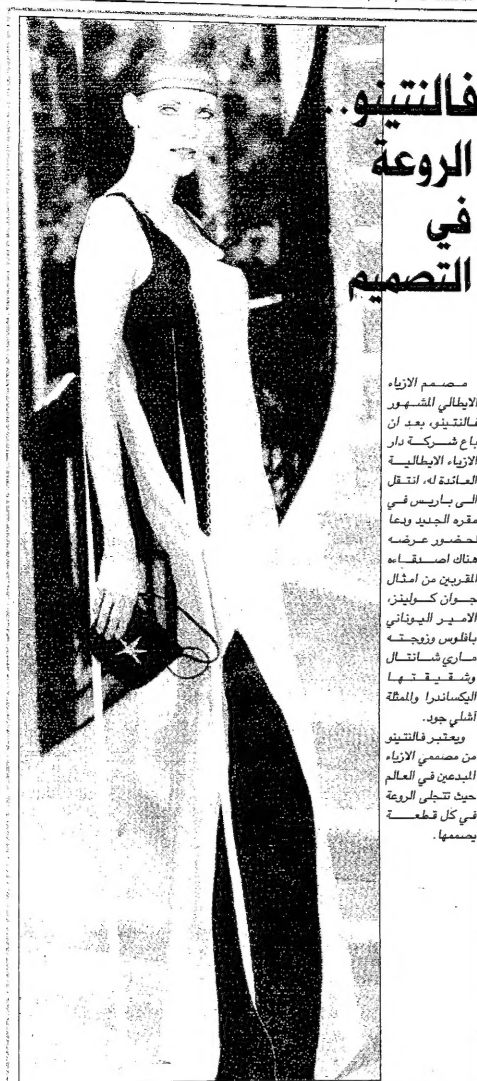 فالنتينو..
الروعة
في
التصميم
مصمم الازياء
الايطالي المشهور
فالنتينو، بعد ان
باع شركة دار
الازياء الايطالية
العائدة له، انتقل
الى باريس في
مقره الجديد ودعا
لحضور عرضه
هناك اصدقاءه
المقربين من امثال
جوان كولينز،
الامير اليوناني
بافلوس وزوجته
ماري شانتال
وشقيقتها
اليكساندرا والممثلة
أشلي جود.
ويعتبر فالنتينو
من مصممي الازياء
المبدعين في العالم
حيث تتجلى الروعة
في كل قطعة
يصممها.